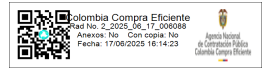 Colombia Compra Eficiente
Rad No. 2_2025_06_17_006088
Anexos: No Con copia: No
Fecha: 17/06/2025 16:14:23
Agencia Nacional
de Contratación Pública
Colombia Compra Eficiente